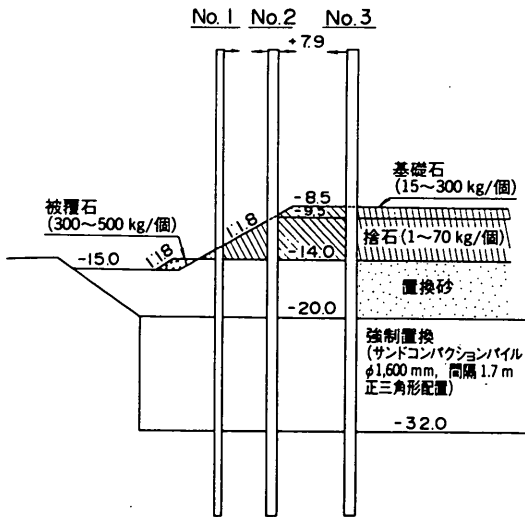 No.1 No.2 No.3
+7.9
基礎石
(15〜300 kg/個)
-8.5
-9.5
被覆石
(300〜500 kg/個)
1:1.8
捨石(1〜70 kg/個)
-15.0
1:1.8
-14.0
置換砂
-20.0
強制置換
(サンドコンパクションパイル
φ1,600 mm, 間隔 1.7 m
正三角形配置)
-32.0